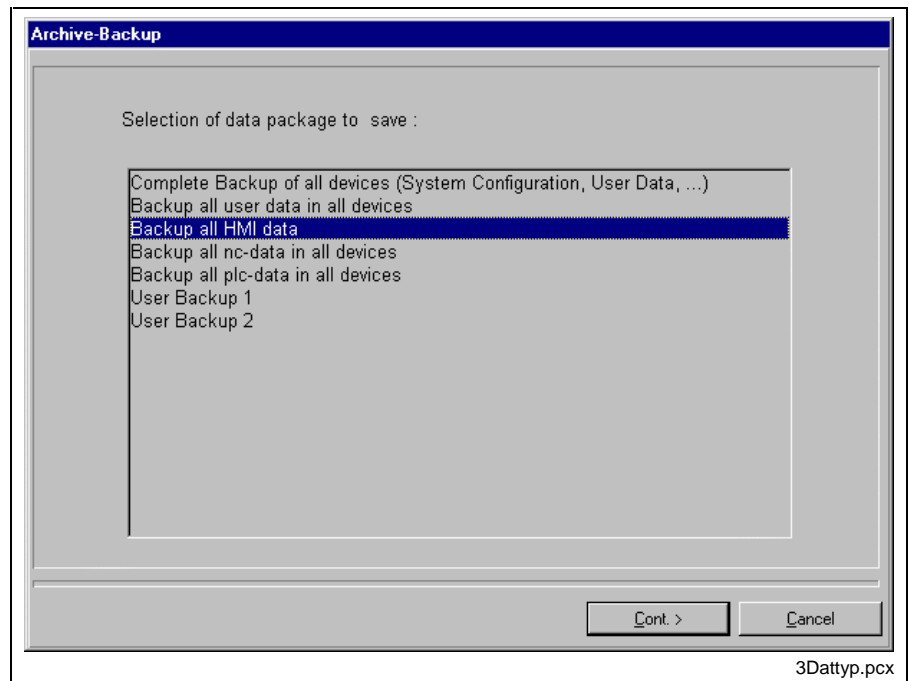 Archive-Backup
Selection of data package to save :
Complete Backup of all devices (System Configuration, User Data, ...)
Backup all user data in all devices
Backup all HMI data
Backup all nc-data in all devices
Backup all plc-data in all devices
User Backup 1
User Backup 2
Cont. >
Cancel
3Dattyp.pcx